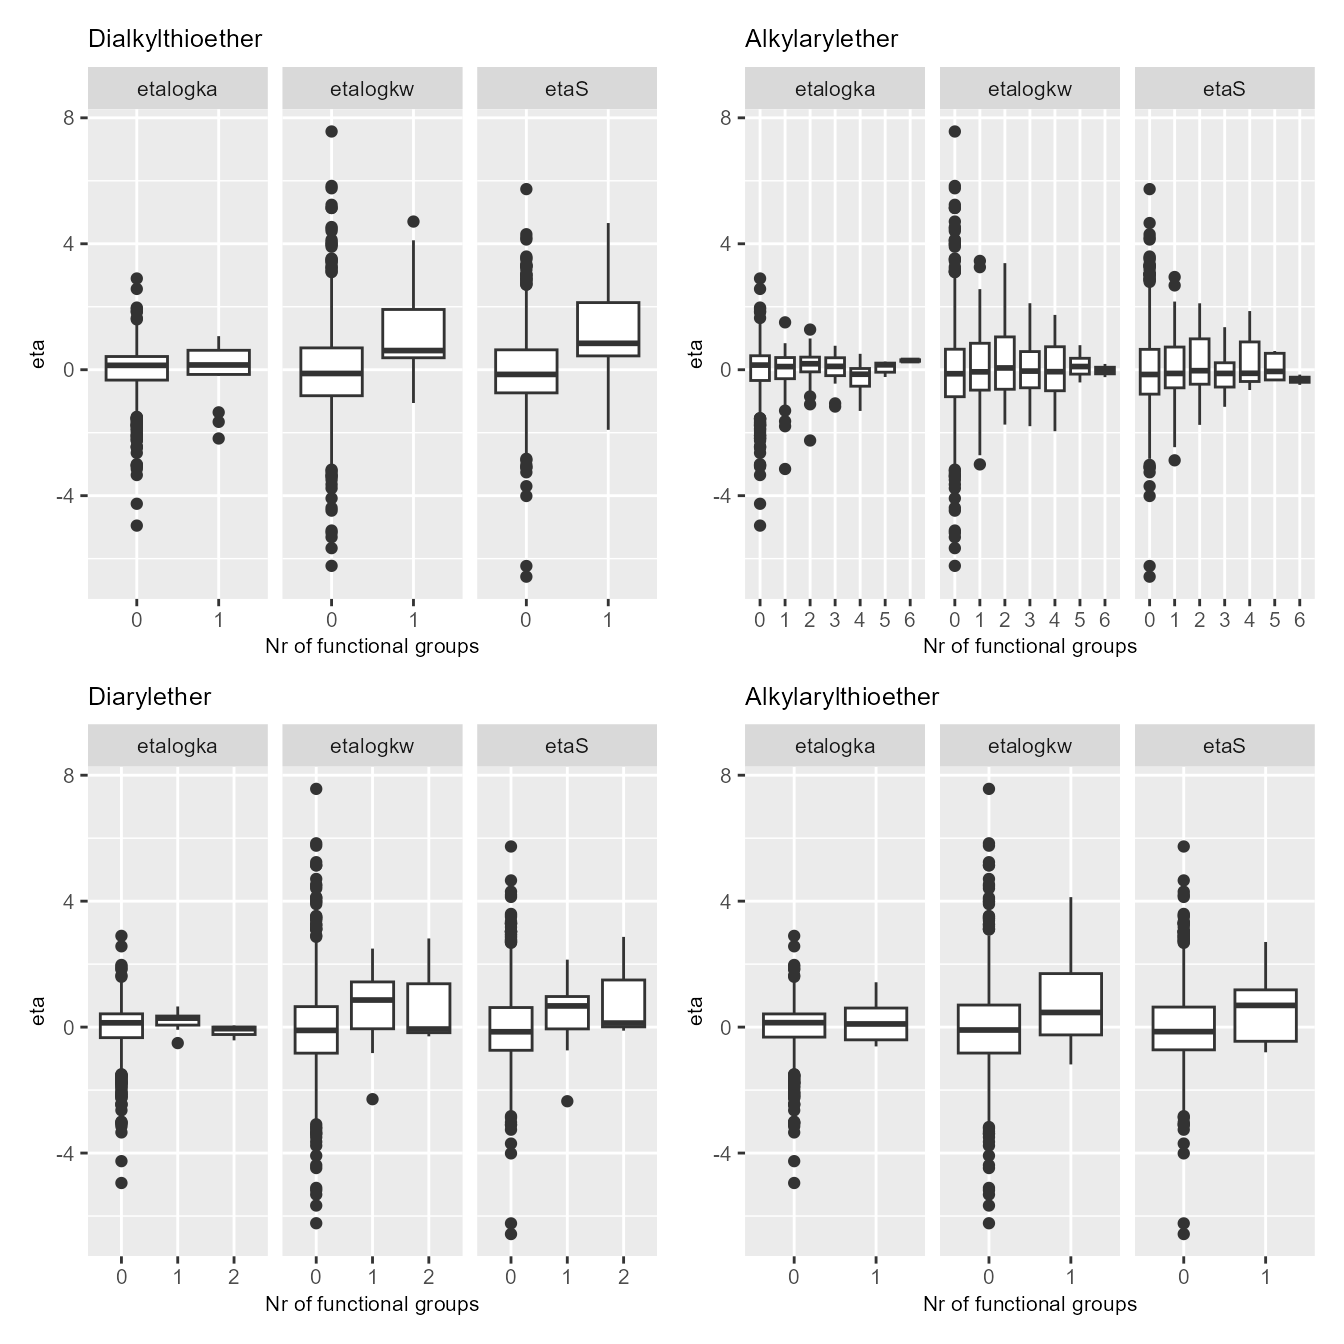 Dialkylthioether
etalogka etalogkw etaS
8
4
0
-4
eta
0 1 0 1 0 1
Nr of functional groups
Alkylarylether
etalogka etalogkw etaS
8
4
0
-4
eta
0 1 2 3 4 5 6 0 1 2 3 4 5 6 0 1 2 3 4 5 6
Nr of functional groups
Diarylether
etalogka etalogkw etaS
8
4
0
-4
eta
0 1 2 0 1 2 0 1 2
Nr of functional groups
Alkylarylthioether
etalogka etalogkw etaS
8
4
0
-4
eta
0 1 0 1 0 1
Nr of functional groups